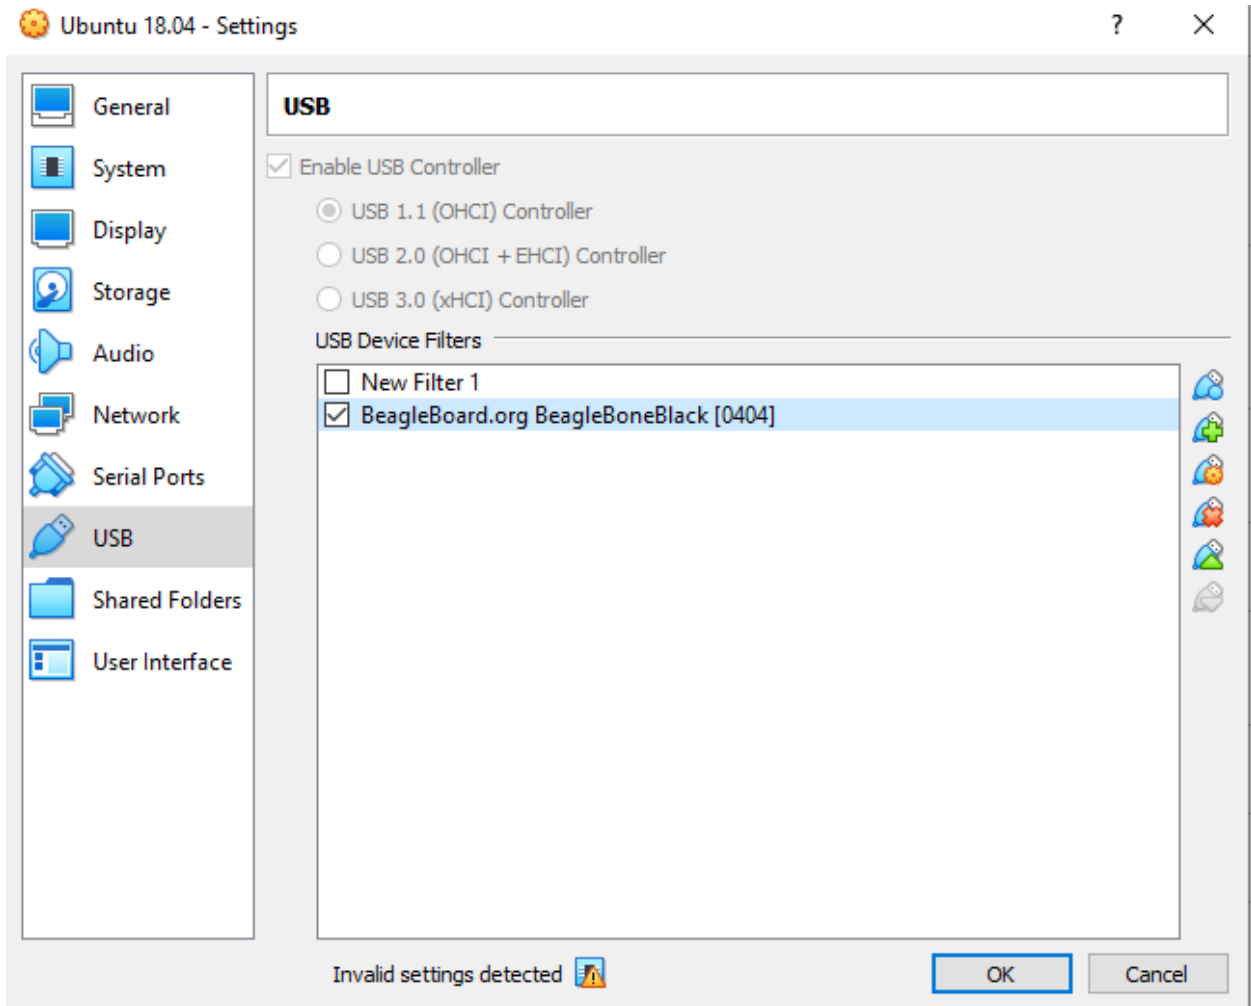 Ubuntu 18.04 - Settings
?
General
System
Display
Storage
Audio
Network
Serial Ports
USB
Shared Folders
User Interface
USB
Enable USB Controller
USB 1.1 (OHCI) Controller
USB 2.0 (OHCI + EHCI) Controller
USB 3.0 (xHCI) Controller
USB Device Filters
New Filter 1
BeagleBoard.org BeagleBoneBlack [0404]
Invalid settings detected
OK
Cancel